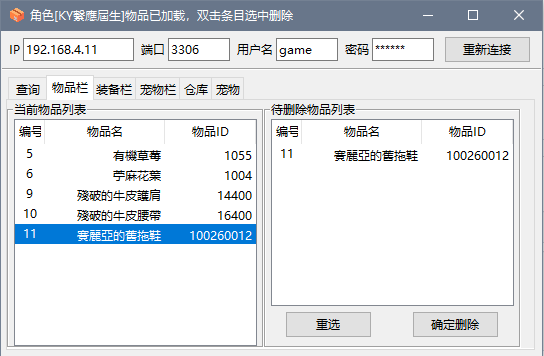 角色[KY繫應屆生]物品已加载，双击条目选中删除
IP 192.168.4.11 端口 3306 用户名 game 密码 ****** 重新连接
查询 物品栏 装备栏 宠物栏 仓库 宠物
当前物品列表
编号 物品名 物品ID
5 有機草莓 1055
6 苧麻花葉 1004
9 殘破的牛皮護肩 14400
10 殘破的牛皮腰帶 16400
11 賽麗亞的舊拖鞋 100260012
待删除物品列表
编号 物品名 物品ID
11 賽麗亞的舊拖鞋 100260012
重选 确定删除